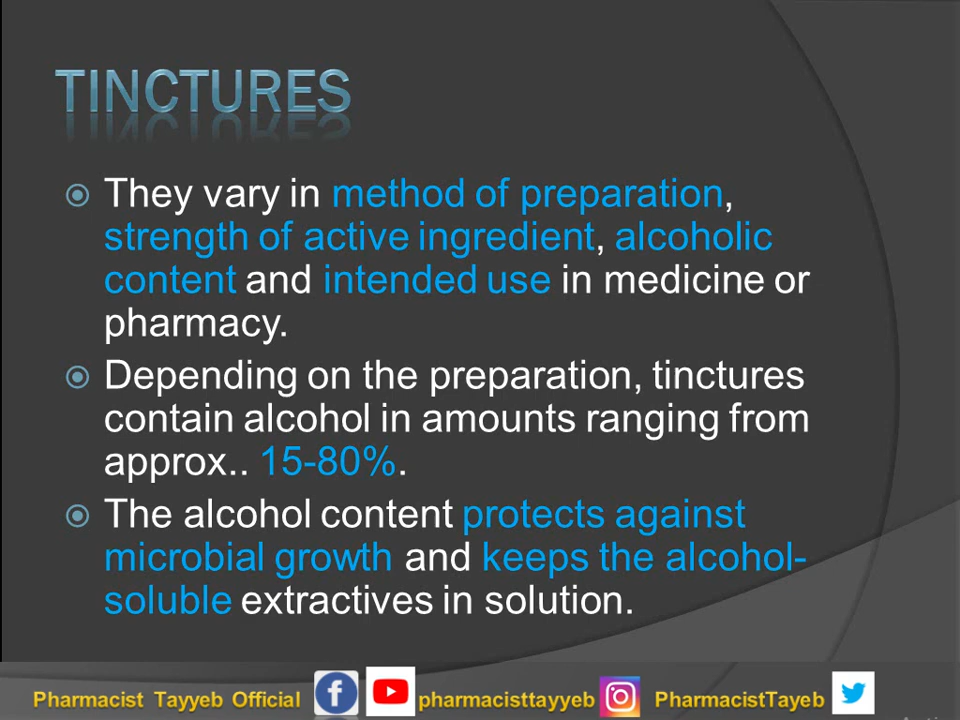 TINCTURES
They vary in method of preparation,
strength of active ingredient, alcoholic
content and intended use in medicine or
pharmacy.
Depending on the preparation, tinctures
contain alcohol in amounts ranging from
approx.. 15-80%.
The alcohol content protects against
microbial growth and keeps the alcohol-
soluble extractives in solution.
Pharmacist Tayyeb Official pharmacisttayyeb PharmacistTayeb